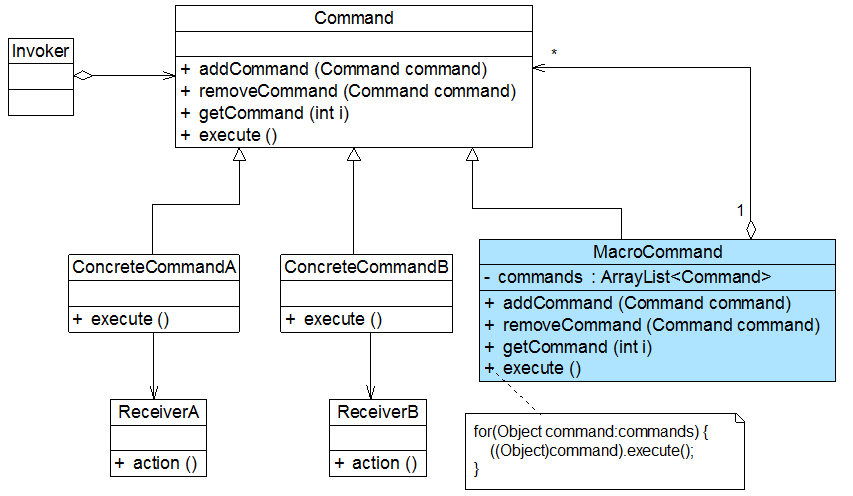 Command
Invoker
+ addCommand (Command command)
+ removeCommand (Command command)
+ getCommand (int i)
+ execute ()
*
1
ConcreteCommandA
+ execute ()
ConcreteCommandB
+ execute ()
MacroCommand
- commands : ArrayList<Command>
+ addCommand (Command command)
+ removeCommand (Command command)
+ getCommand (int i)
+ execute ()
ReceiverA
+ action ()
ReceiverB
+ action ()
for(Object command:commands) {
((Object)command).execute();
}